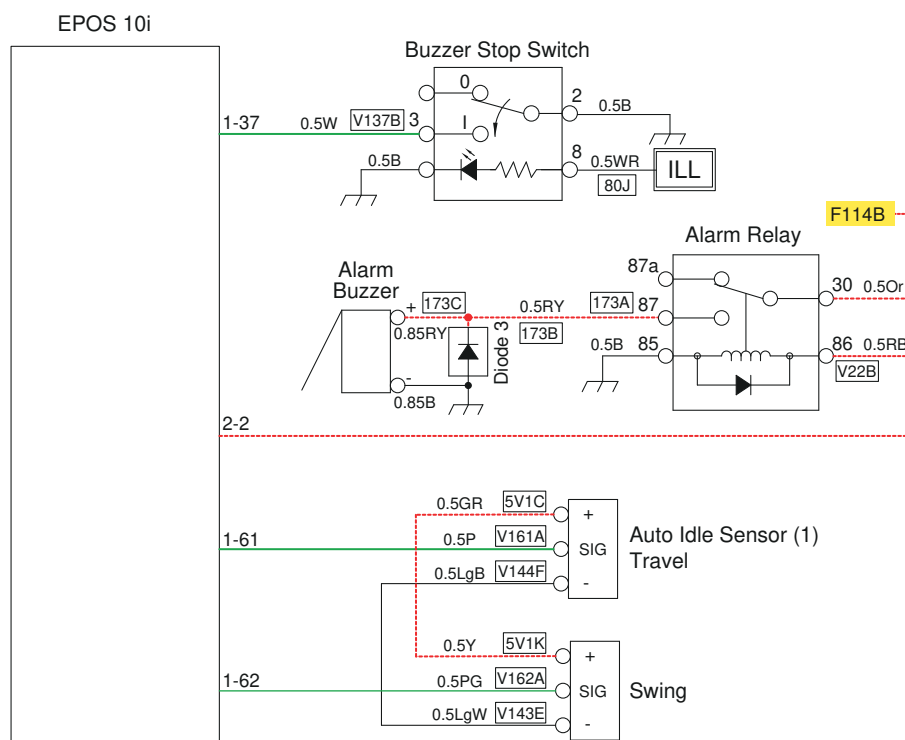 EPOS 10i
Buzzer Stop Switch
0
2
0.5B
1-37
0.5W
V137B
3
I
8
0.5B
0.5WR
80J
ILL
F114B
Alarm Relay
87a
Alarm
Buzzer
30
0.5Or
+
173C
0.5RY
173A
87
0.85RY
173B
Diode 3
0.5B
85
86
0.5RB
V22B
-
0.85B
2-2
0.5GR
5V1C
+
Auto Idle Sensor (1)
Travel
1-61
0.5P
V161A
SIG
0.5LgB
V144F
-
0.5Y
5V1K
+
1-62
0.5PG
V162A
SIG
Swing
0.5LgW
V143E
-